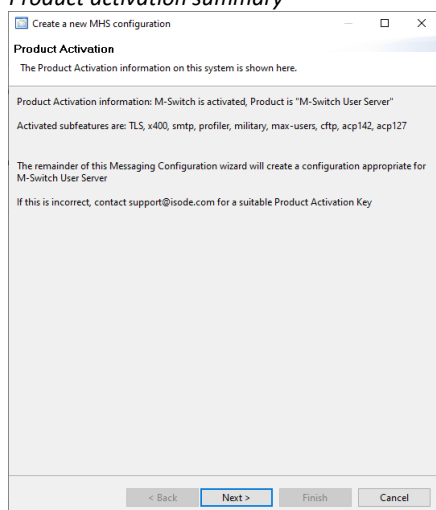 Product activation summary
Create a new MHS configuration
Product Activation
The Product Activation information on this system is shown here.
Product Activation information: M-Switch is activated, Product is "M-Switch User Server"
Activated subfeatures are: TLS, x400, smtp, profiler, military, max-users, cftp, acp142, acp127
The remainder of this Messaging Configuration wizard will create a configuration appropriate for
M-Switch User Server
If this is incorrect, contact support@isode.com for a suitable Product Activation Key
< Back
Next >
Finish
Cancel